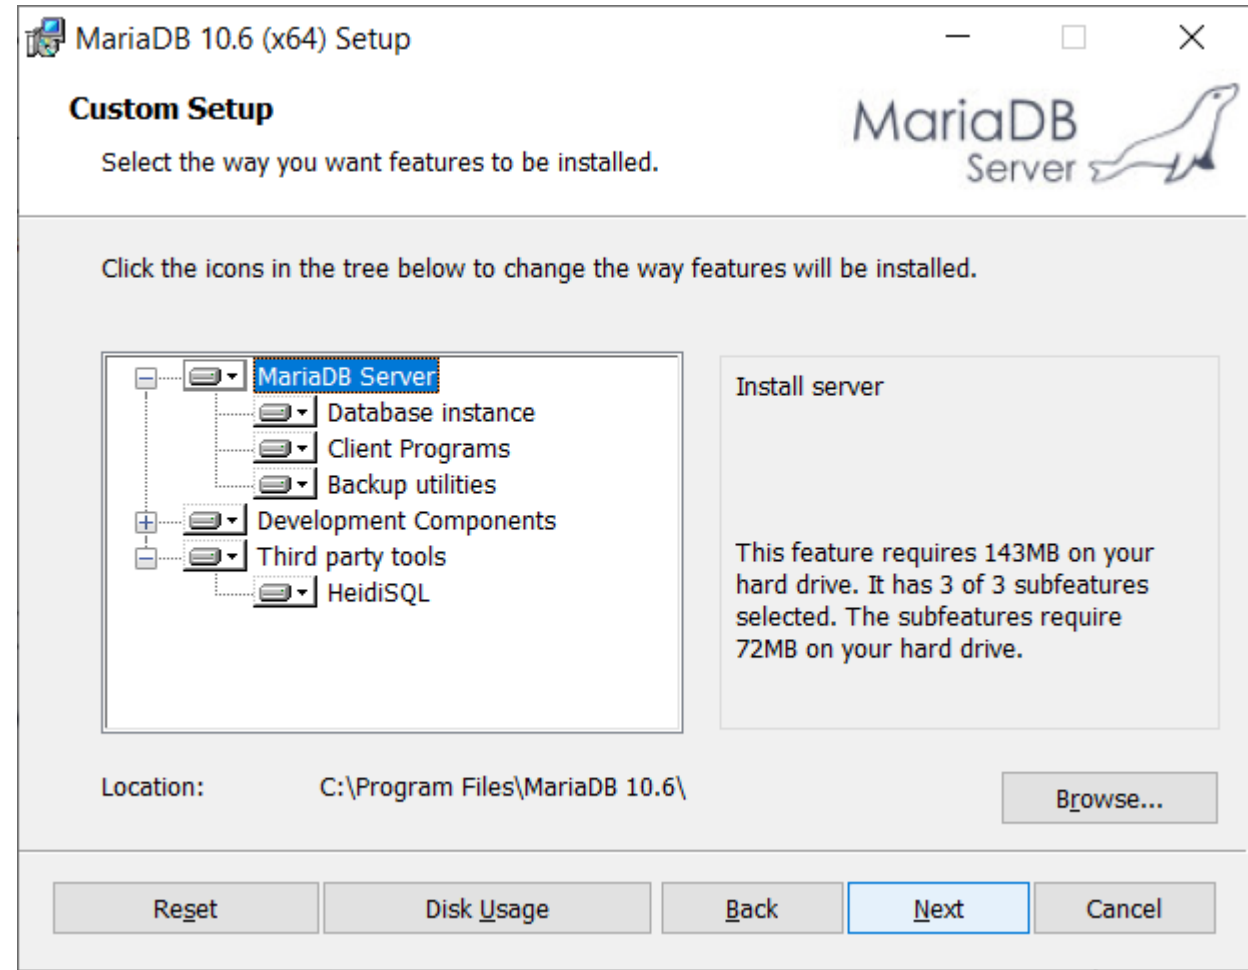 MariaDB 10.6 (x64) Setup
Custom Setup
Select the way you want features to be installed.
MariaDB
Server
Click the icons in the tree below to change the way features will be installed.
MariaDB Server
Database instance
Client Programs
Backup utilities
Development Components
Third party tools
HeidiSQL
Install server
This feature requires 143MB on your
hard drive. It has 3 of 3 subfeatures
selected. The subfeatures require
72MB on your hard drive.
Location: C:\Program Files\MariaDB 10.6\
Browse...
Reset Disk Usage Back Next Cancel